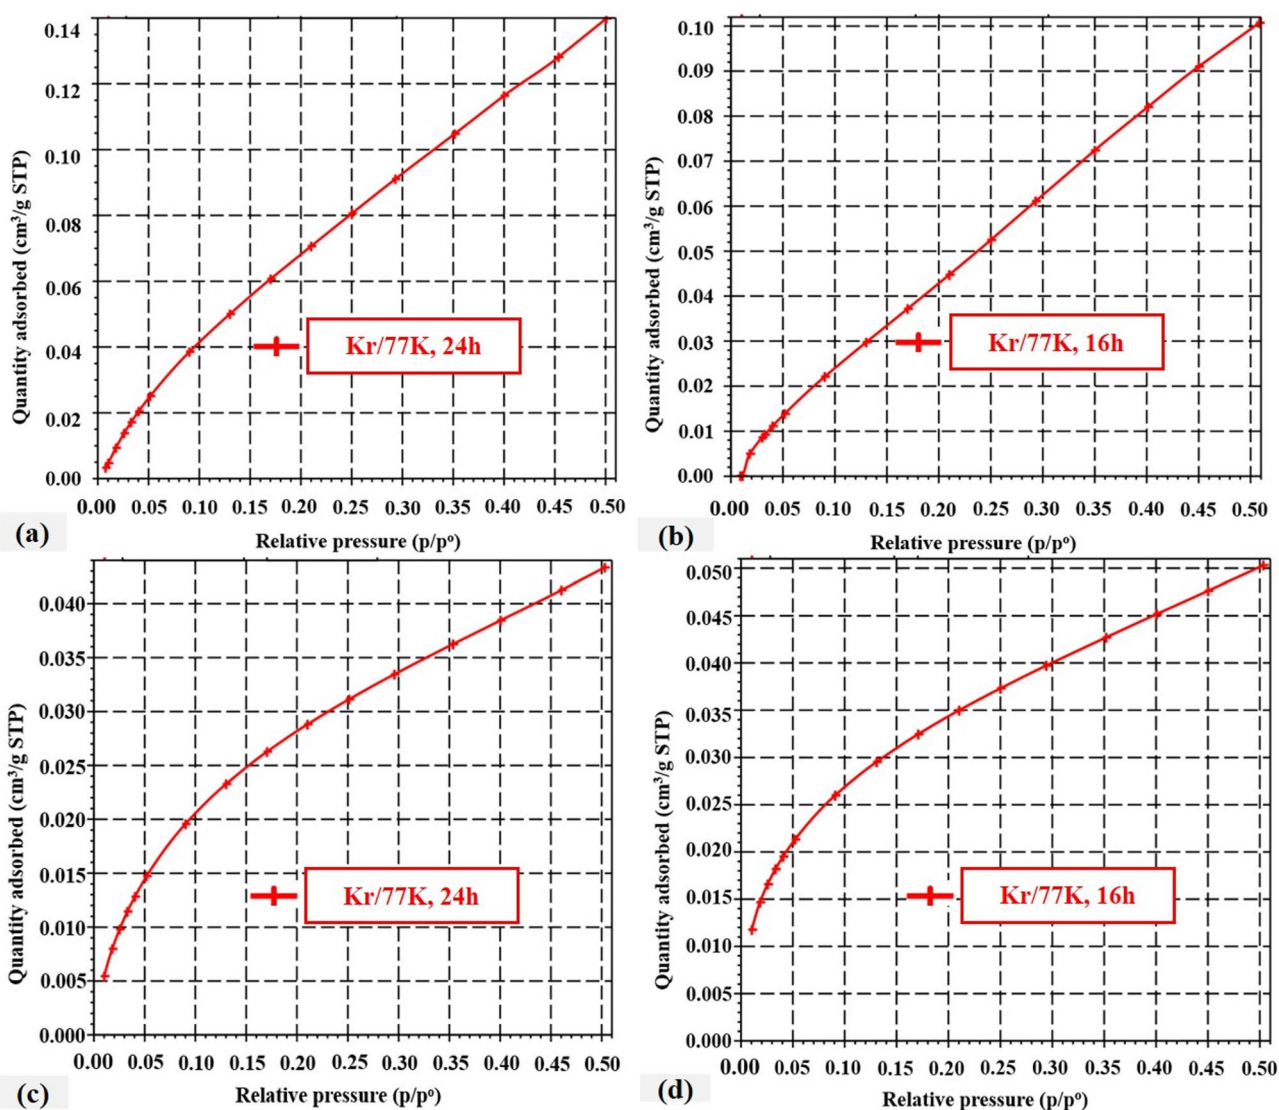 0.14
0.12
0.10
0.08
0.06
0.04
0.02
0.00
Quantity adsorbed (cm³/g STP)
Kr/77K, 24h
0.00 0.05 0.10 0.15 0.20 0.25 0.30 0.35 0.40 0.45 0.50
Relative pressure (p/pº)
(a)
0.10
0.09
0.08
0.07
0.06
0.05
0.04
0.03
0.02
0.01
0.00
Quantity adsorbed (cm³/g STP)
Kr/77K, 16h
0.00 0.05 0.10 0.15 0.20 0.25 0.30 0.35 0.40 0.45 0.50
Relative pressure (p/pº)
(b)
0.040
0.035
0.030
0.025
0.020
0.015
0.010
0.005
0.000
Quantity adsorbed (cm³/g STP)
Kr/77K, 24h
0.00 0.05 0.10 0.15 0.20 0.25 0.30 0.35 0.40 0.45 0.50
Relative pressure (p/pº)
(c)
0.050
0.045
0.040
0.035
0.030
0.025
0.020
0.015
0.010
0.005
0.000
Quantity adsorbed (cm³/g STP)
Kr/77K, 16h
0.00 0.05 0.10 0.15 0.20 0.25 0.30 0.35 0.40 0.45 0.50
Relative pressure (p/pº)
(d)